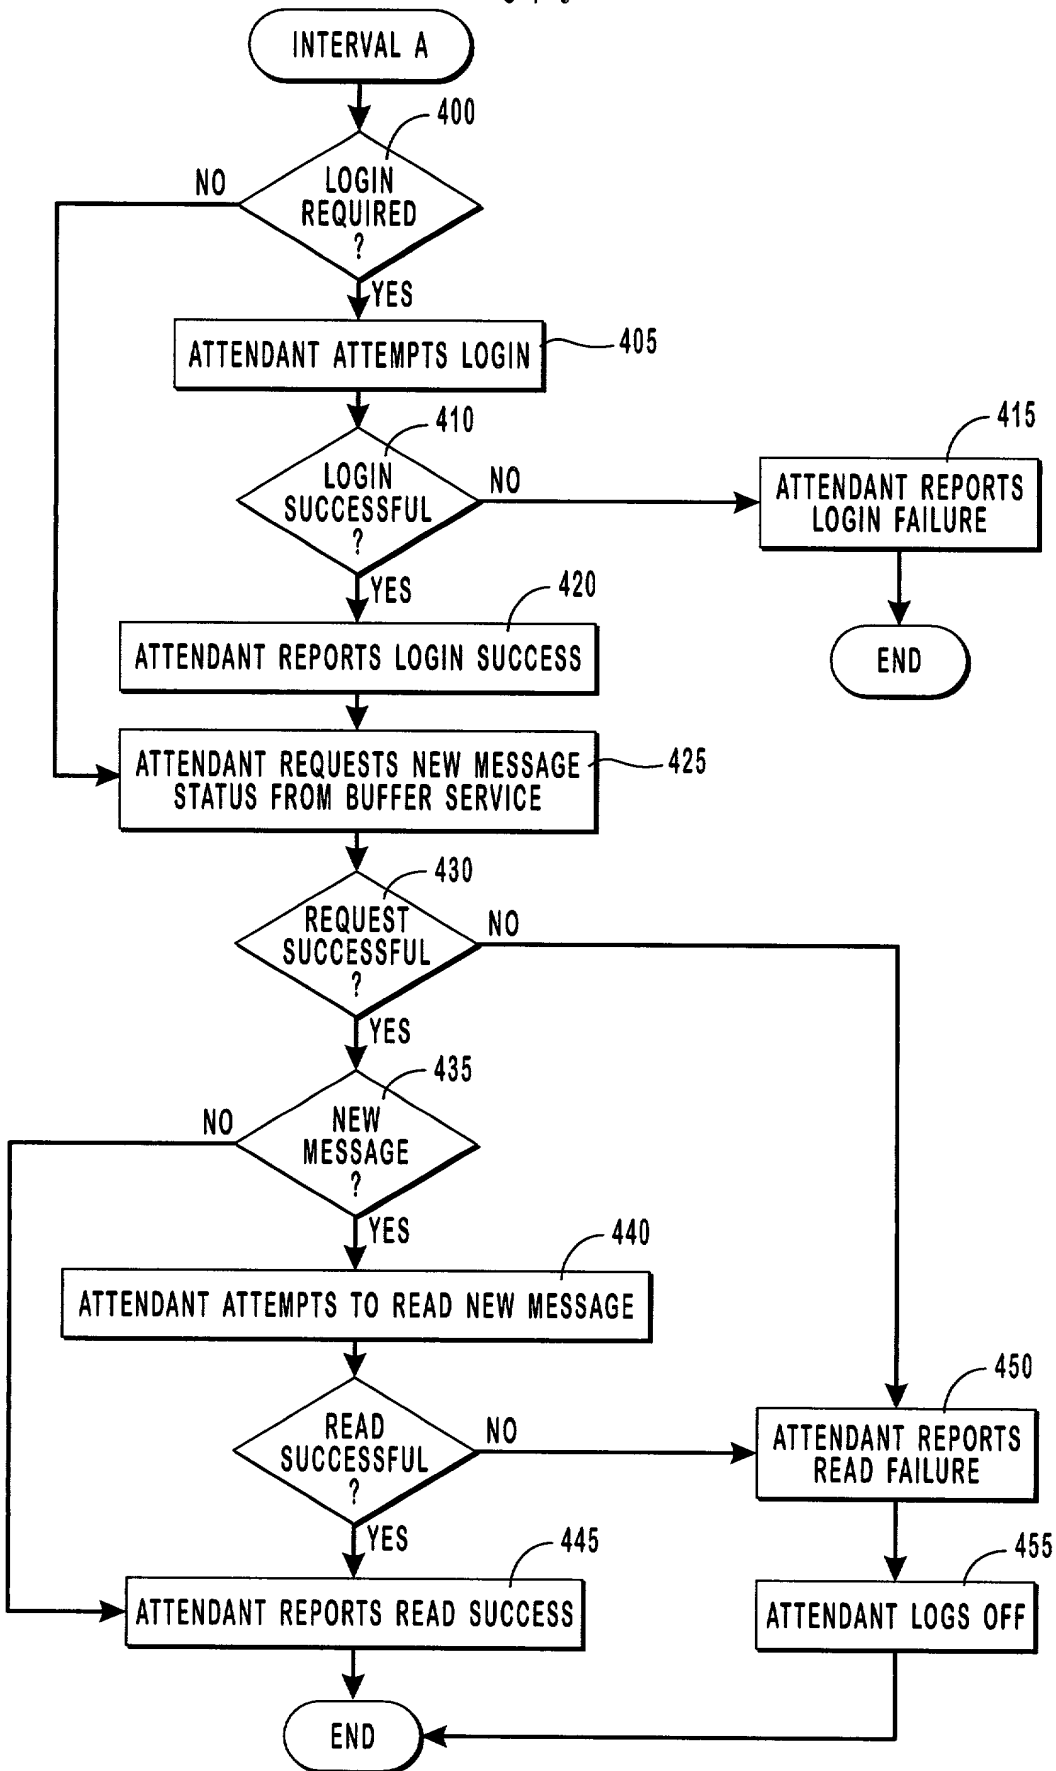 INTERVAL A
400
LOGIN
REQUIRED
?
NO
YES
ATTENDANT ATTEMPTS LOGIN
405
410
LOGIN
SUCCESSFUL
?
NO
YES
415
ATTENDANT REPORTS
LOGIN FAILURE
END
420
ATTENDANT REPORTS LOGIN SUCCESS
ATTENDANT REQUESTS NEW MESSAGE
STATUS FROM BUFFER SERVICE
425
430
REQUEST
SUCCESSFUL
?
NO
YES
435
NEW
MESSAGE
?
NO
YES
440
ATTENDANT ATTEMPTS TO READ NEW MESSAGE
READ
SUCCESSFUL
?
NO
YES
450
ATTENDANT REPORTS
READ FAILURE
445
ATTENDANT REPORTS READ SUCCESS
455
ATTENDANT LOGS OFF
END